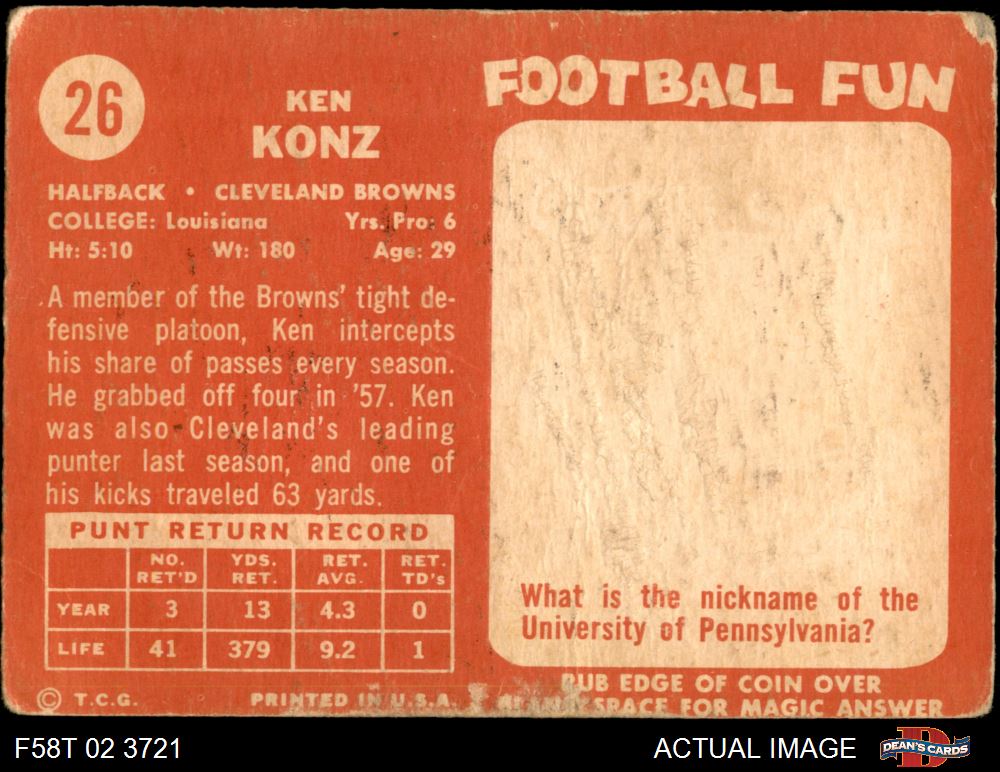 26
KEN
KONZ
HALFBACK • CLEVELAND BROWNS
COLLEGE: Louisiana Yrs. Pro: 6
Ht: 5:10 Wt: 180 Age: 29
A member of the Browns' tight de-
fensive platoon, Ken intercepts
his share of passes every season.
He grabbed off four in '57. Ken
was also Cleveland's leading
punter last season, and one of
his kicks traveled 63 yards.
PUNT RETURN RECORD
NO. RET'D YDS. RET. RET. AVG. RET. TD's
YEAR 3 13 4.3 0
LIFE 41 379 9.2 1
© T.C.G. PRINTED IN U.S.A.
FOOTBALL FUN
What is the nickname of the
University of Pennsylvania?
RUB EDGE OF COIN OVER
SPACE FOR MAGIC ANSWER
F58T 02 3721
ACTUAL IMAGE
DEAN'S CARDS